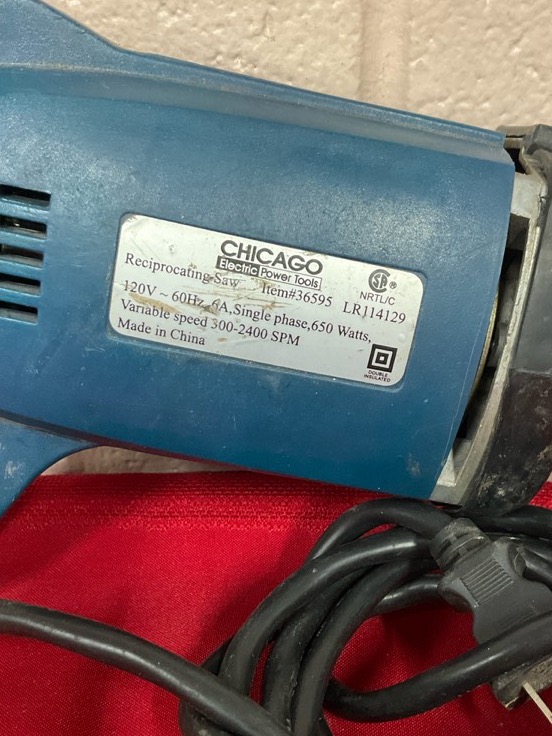 CHICAGO
Electric Power Tools
Reciprocating Saw Item#36595
SA ®
NRTL/C
LR114129
120V ~ 60Hz, 6A, Single phase, 650 Watts,
Variable speed 300-2400 SPM
Made in China
DOUBLE
INSULATED